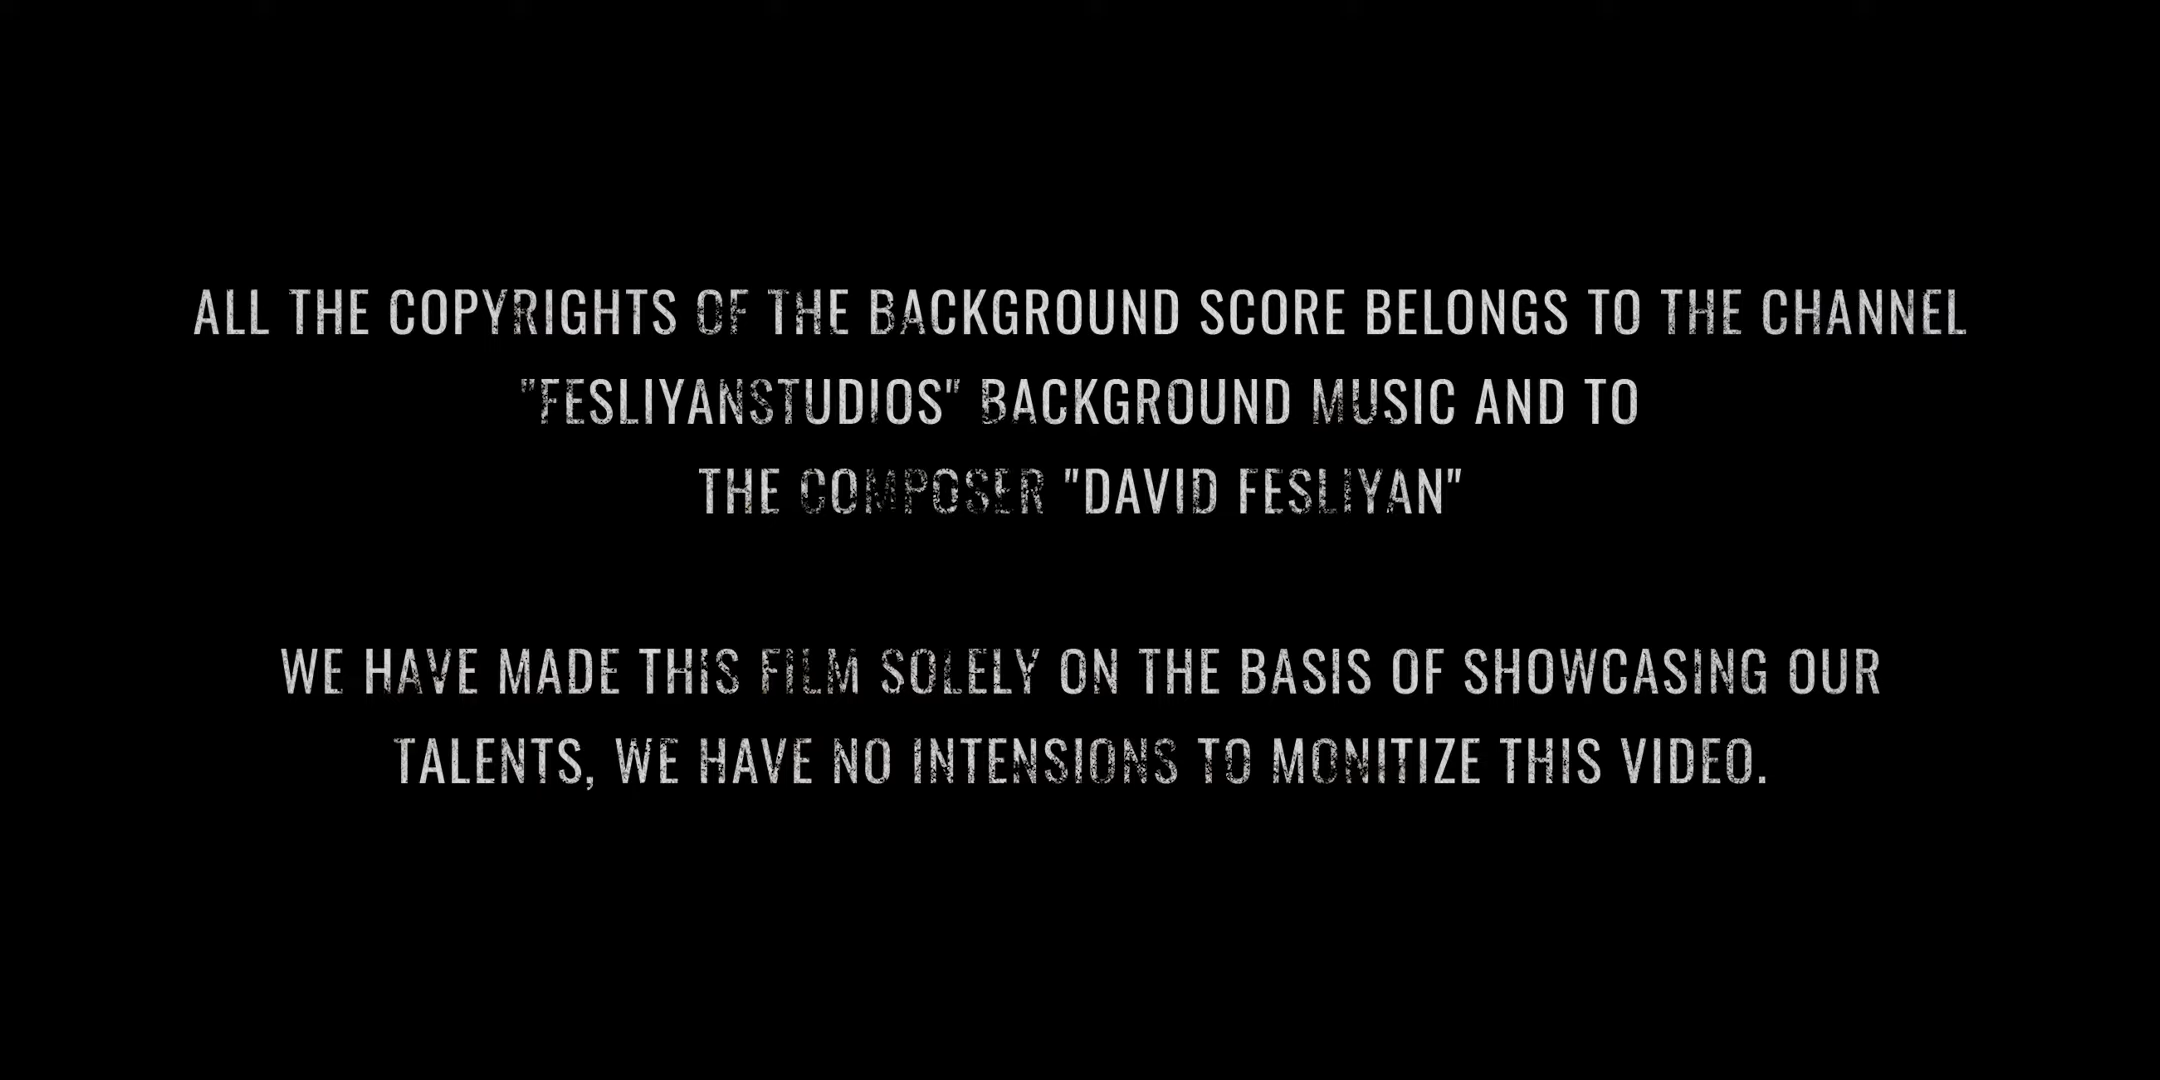 ALL THE COPYRIGHTS OF THE BACKGROUND SCORE BELONGS TO THE CHANNEL
"FESLIYANSTUDIOS" BACKGROUND MUSIC AND TO
THE COMPOSER "DAVID FESLIYAN"
WE HAVE MADE THIS FILM SOLELY ON THE BASIS OF SHOWCASING OUR
TALENTS, WE HAVE NO INTENSIONS TO MONITIZE THIS VIDEO.